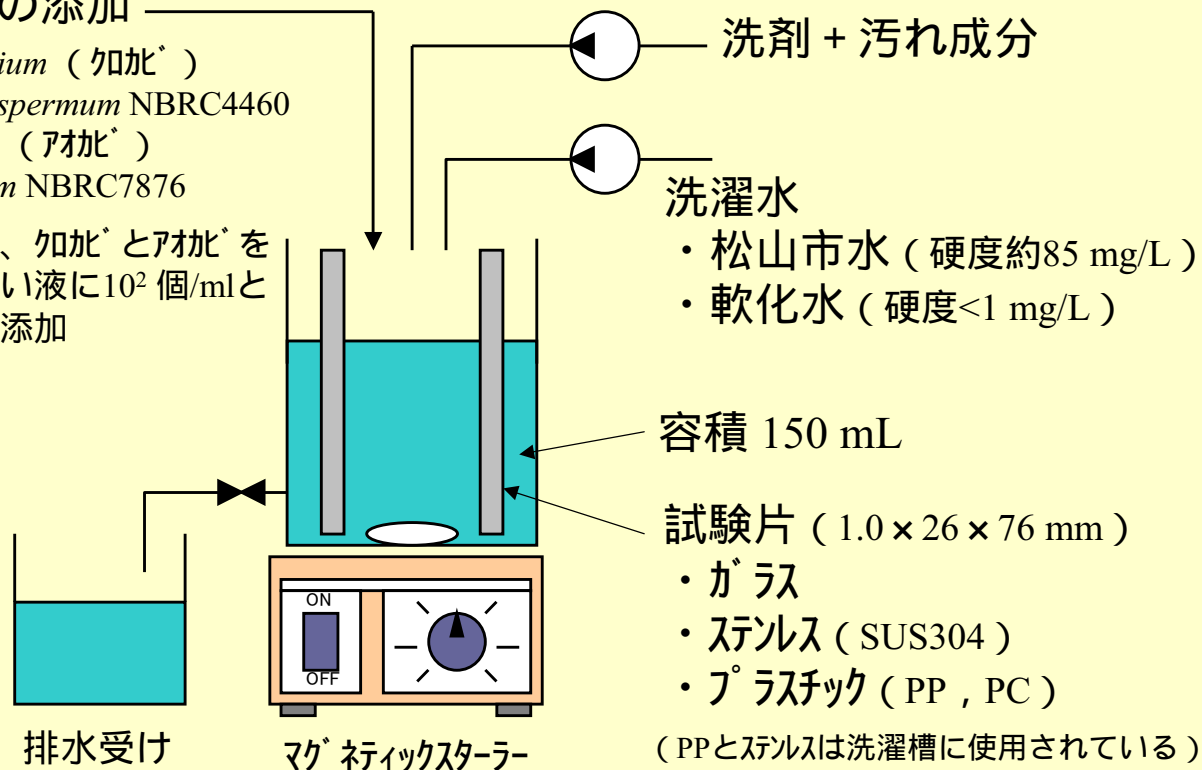 の添加
ium(クロカビ)
spermum NBRC4460
(アオカビ)
m NBRC7876
、クロカビとアオカビを
い液に10² 個/mlと
添加
洗剤+汚れ成分
洗濯水
・松山市水(硬度約85 mg/L)
・軟化水(硬度<1 mg/L)
容積 150 mL
試験片(1.0×26×76 mm)
・ガラス
・ステンレス(SUS304)
・プラスチック(PP,PC)
(PPとステンレスは洗濯槽に使用されている)
ON
OFF
排水受け
マグネティックスターラー